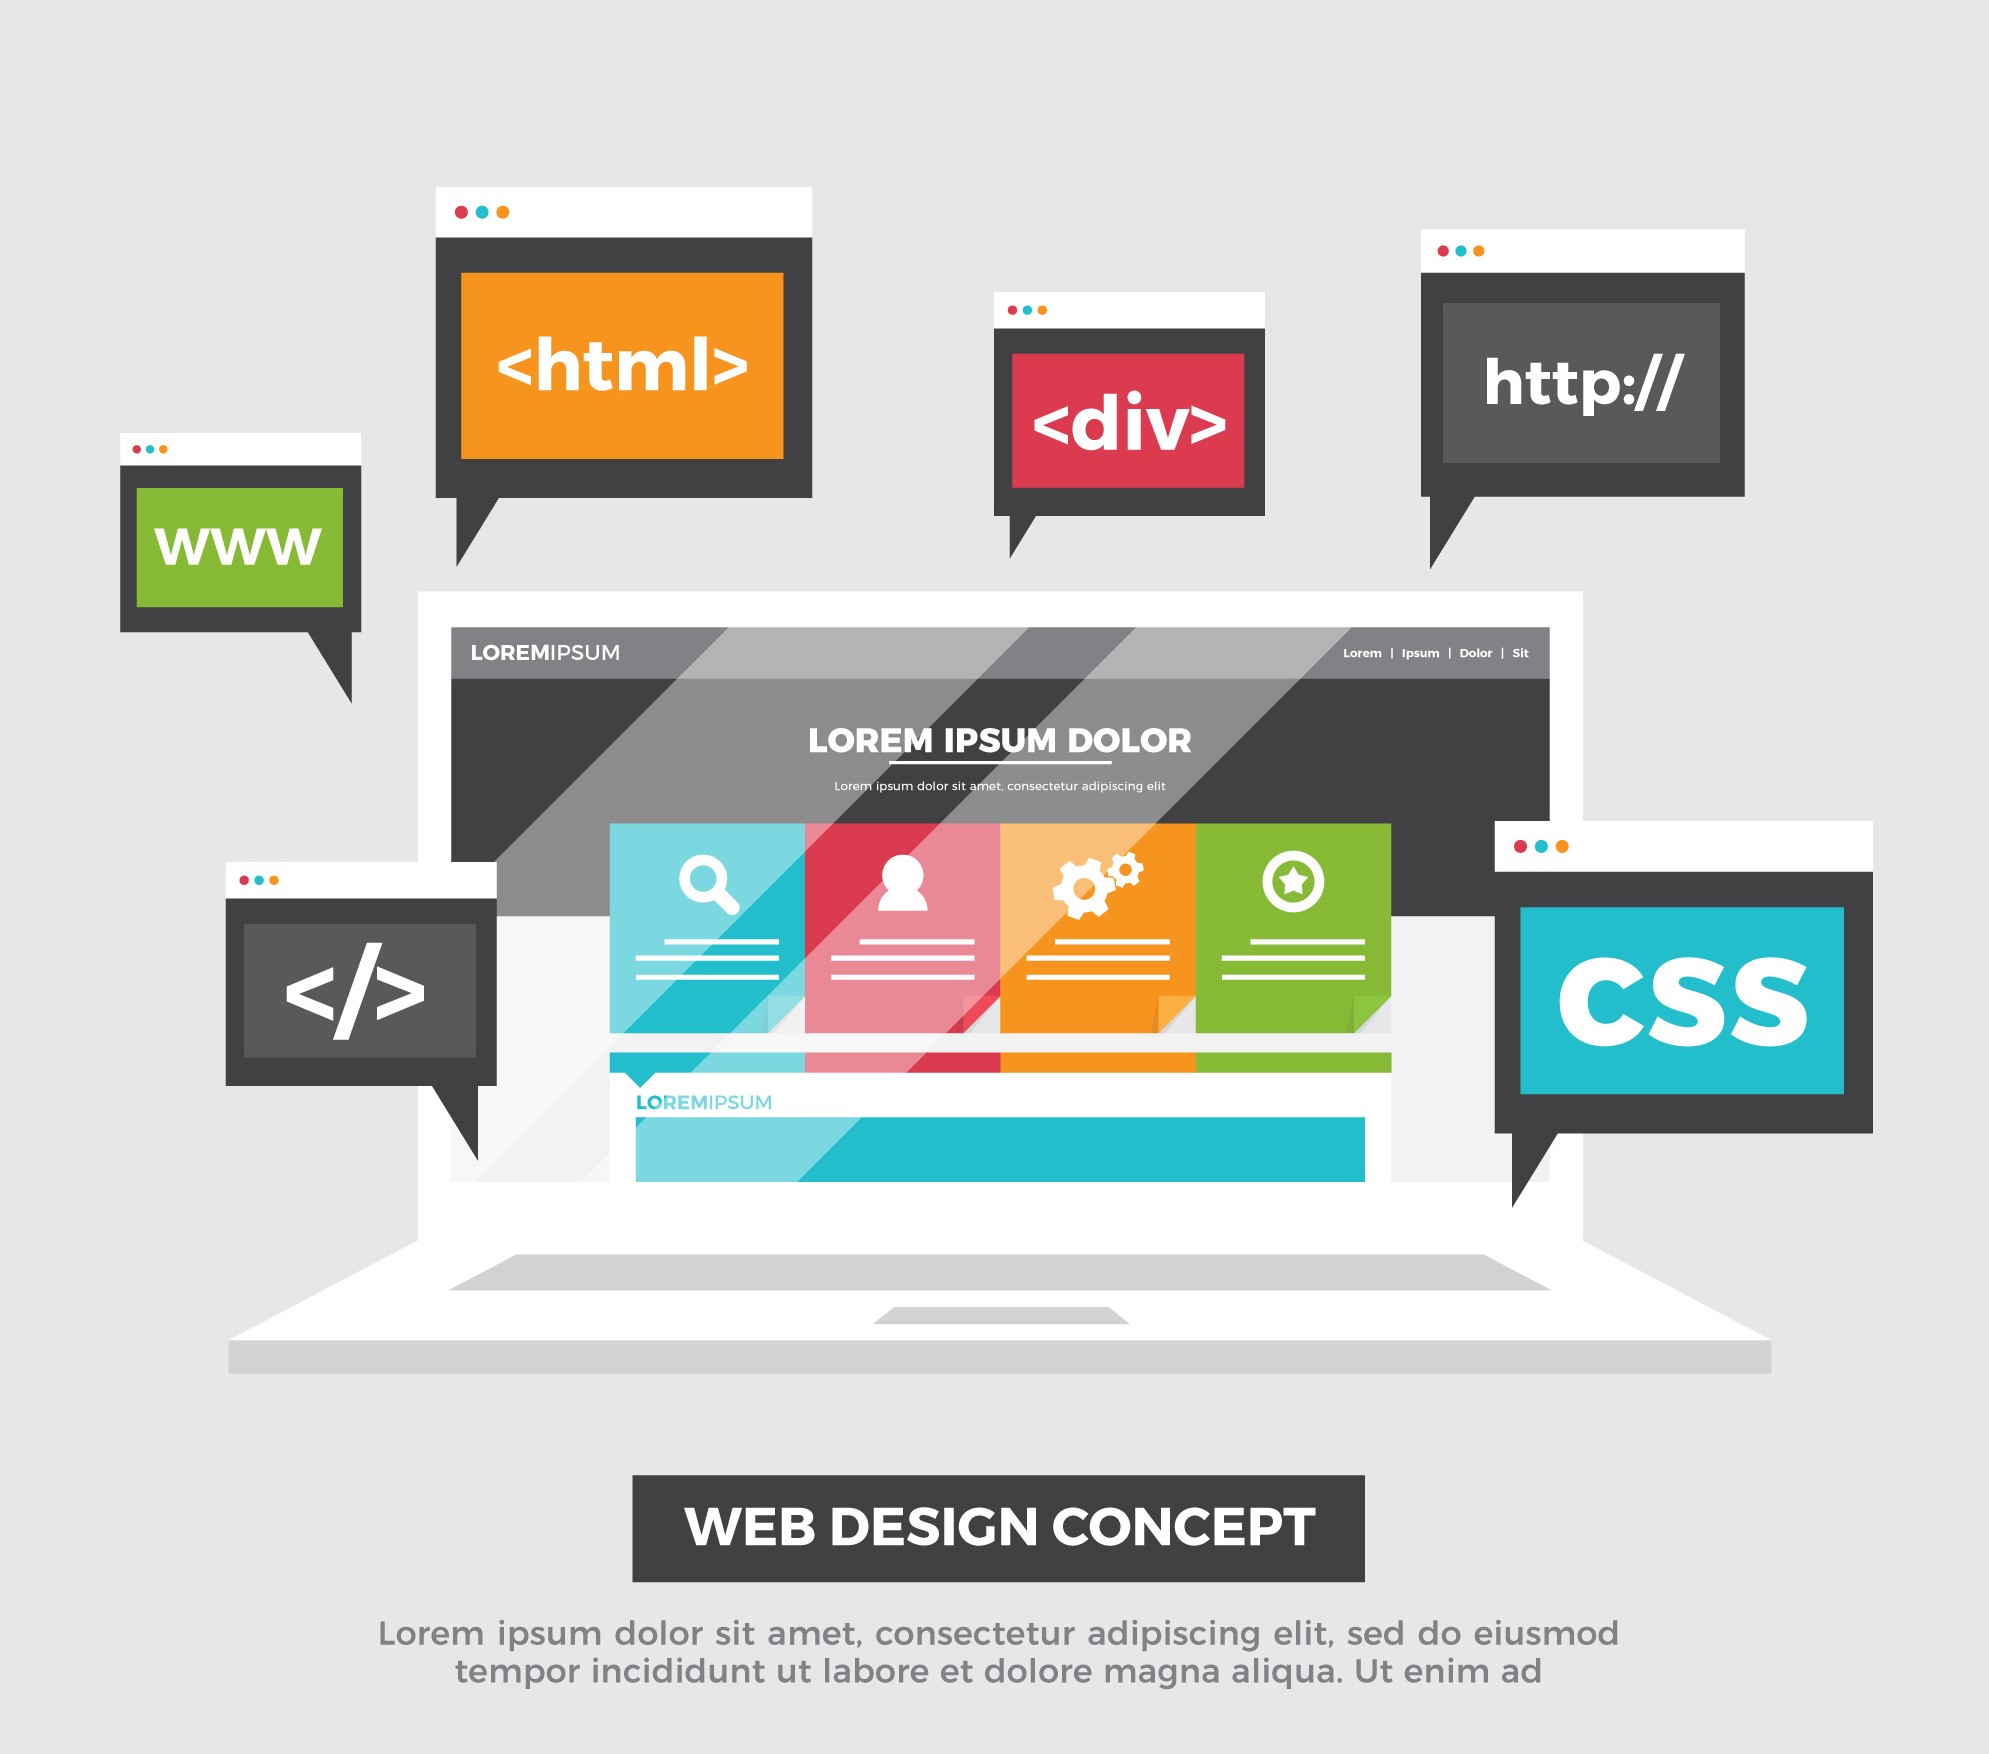 <html>
<div>
http://
www
LOREMIPSUM
Lorem | Ipsum | Dolor | Sit
LOREM IPSUM DOLOR
Lorem ipsum dolor sit amet, consectetur adipiscing elit
</>
css
LOREMIPSUM
WEB DESIGN CONCEPT
Lorem ipsum dolor sit amet, consectetur adipiscing elit, sed do eiusmod
tempor incididunt ut labore et dolore magna aliqua. Ut enim ad